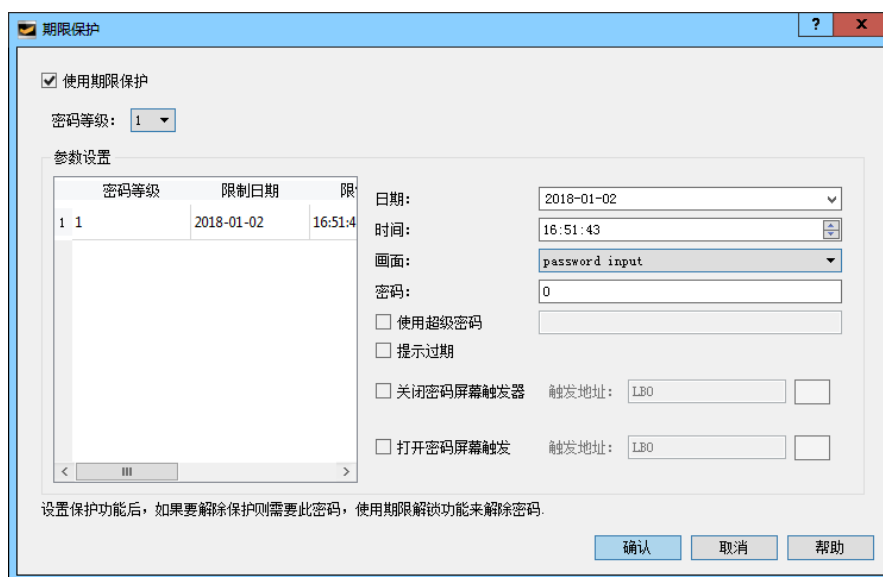 期限保护
使用期限保护
密码等级: 1
参数设置
密码等级 限制日期
1 1 2018-01-02 16:51:4
日期: 2018-01-02
时间: 16:51:43
画面: password input
密码: 0
使用超级密码
提示过期
关闭密码屏幕触发器 触发地址: LB0
打开密码屏幕触发 触发地址: LB0
设置保护功能后，如果要解除保护则需要此密码，使用期限解锁功能来解除密码.
确认 取消 帮助